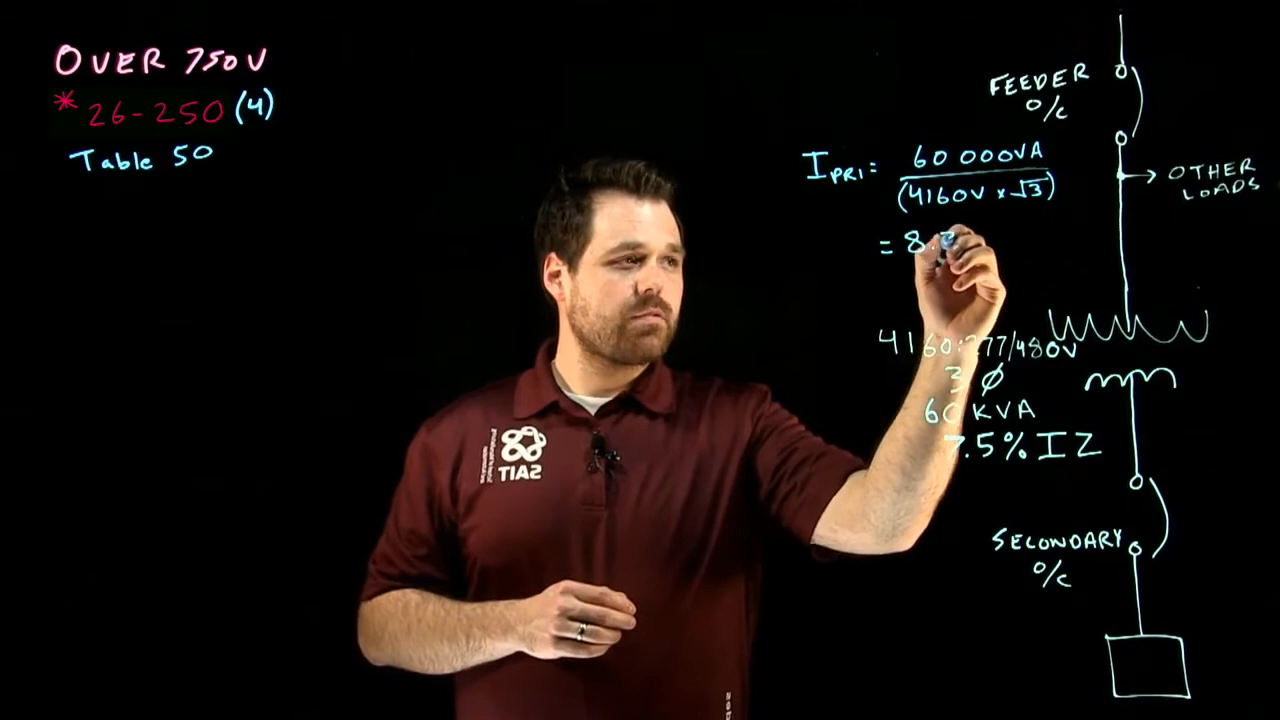 OVER 750V
* 26-250 (4)
Table 50
FEEDER
O/C
IPRI = 60 000VA
(4160V x √3)
= 8.
OTHER
LOADS
4160:277/480V
3 Ø
60 KVA
7.5% IZ
SECONDARY
O/C
SAIT